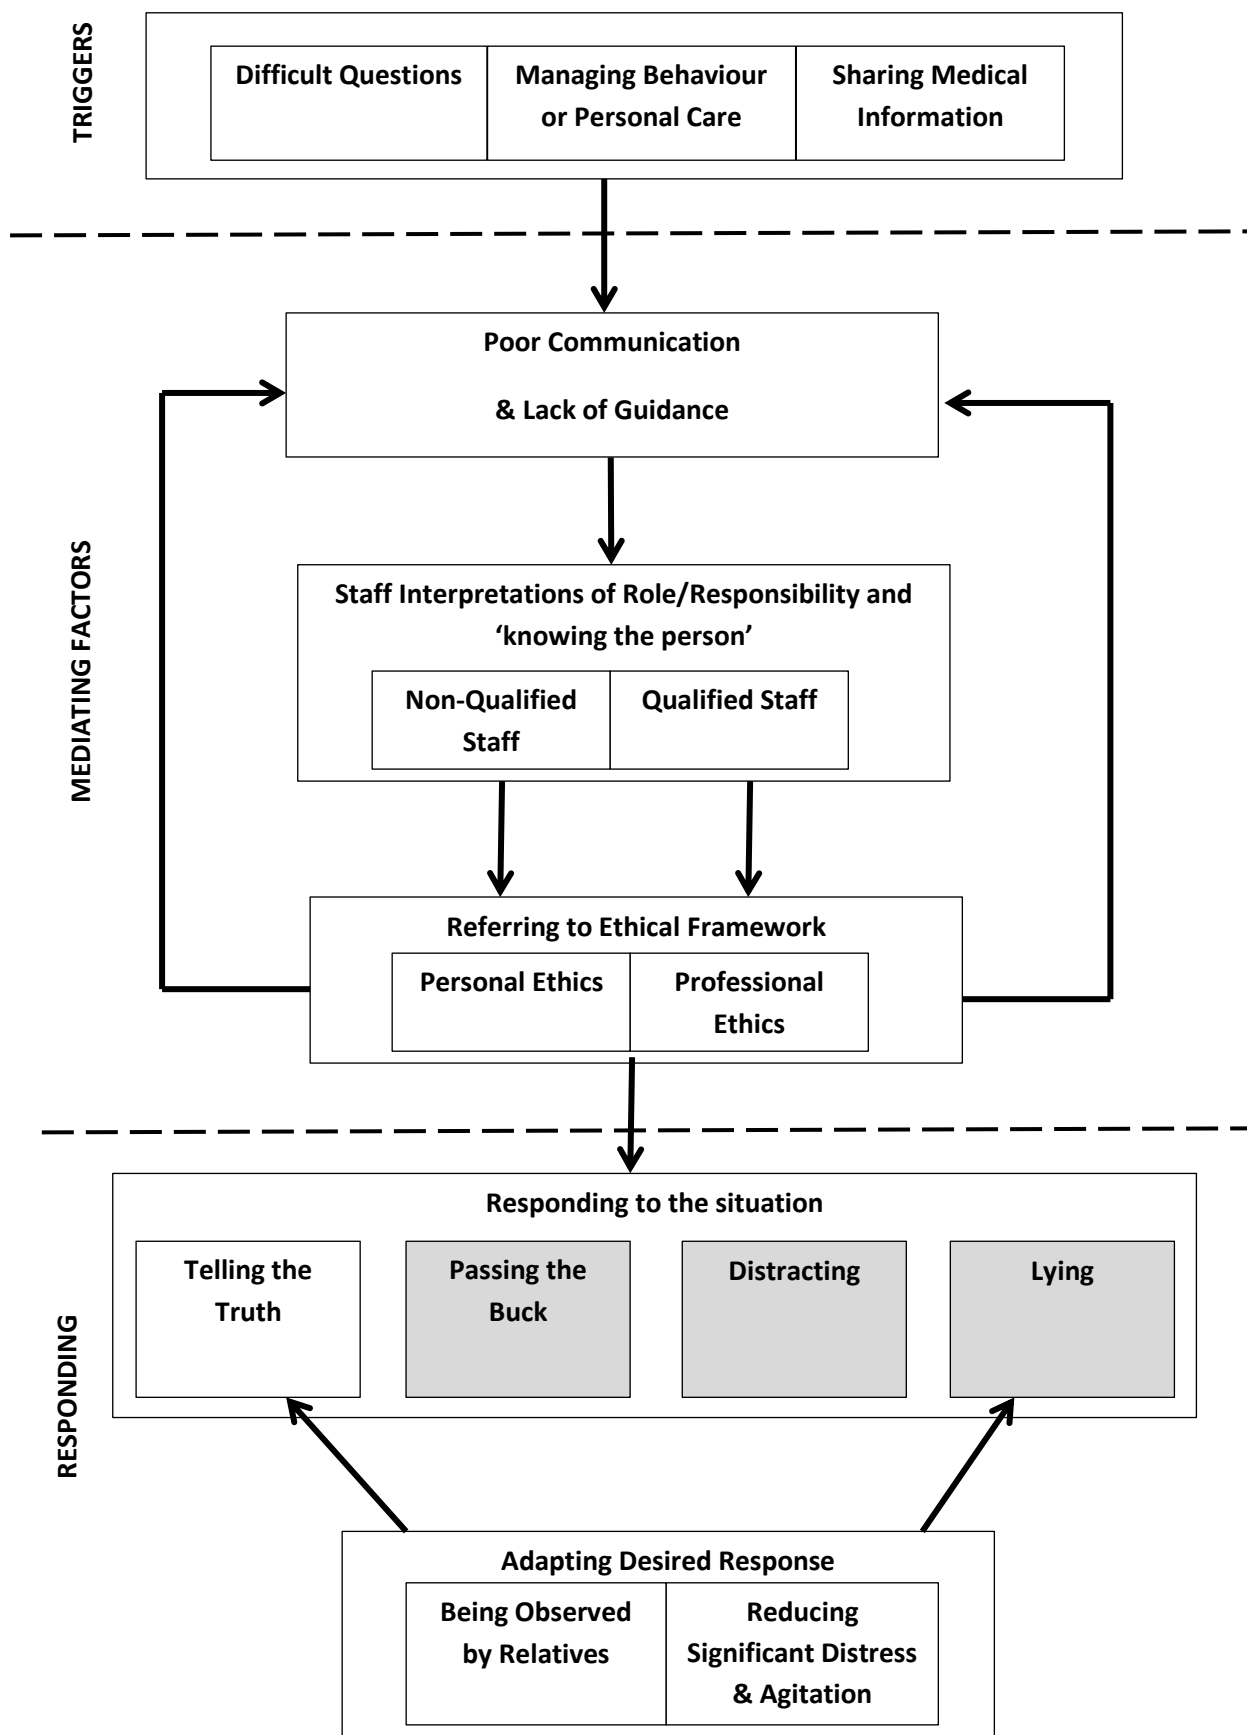 TRIGGERS
Difficult Questions
Managing Behaviour
or Personal Care
Sharing Medical
Information
MEDIATING FACTORS
Poor Communication
& Lack of Guidance
Staff Interpretations of Role/Responsibility and
‘knowing the person’
Non-Qualified
Staff
Qualified Staff
Referring to Ethical Framework
Personal Ethics
Professional
Ethics
RESPONDING
Responding to the situation
Telling the
Truth
Passing the
Buck
Distracting
Lying
Adapting Desired Response
Being Observed
by Relatives
Reducing
Significant Distress
& Agitation